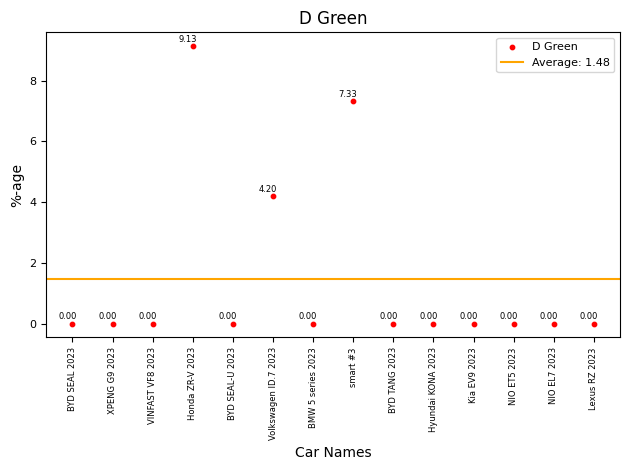 D Green
9.13
D Green
Average: 1.48
8
7.33
%-age
6
4.20
4
2
0.00 0.00 0.00 0.00 0.00 0.00 0.00 0.00 0.00 0.00 0.00
0
BYD SEAL 2023
XPENG G9 2023
VINFAST VF8 2023
Honda ZR-V 2023
BYD SEAL-U 2023
Volkswagen ID.7 2023
BMW 5 series 2023
smart #3
BYD TANG 2023
Hyundai KONA 2023
Kia EV9 2023
NIO ET5 2023
NIO EL7 2023
Lexus RZ 2023
Car Names